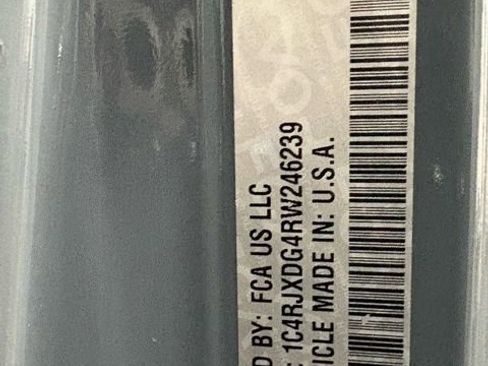 D BY: FCA US LLC
: 1C4RJXDG4RW246239
ICLE MADE IN: U.S.A.